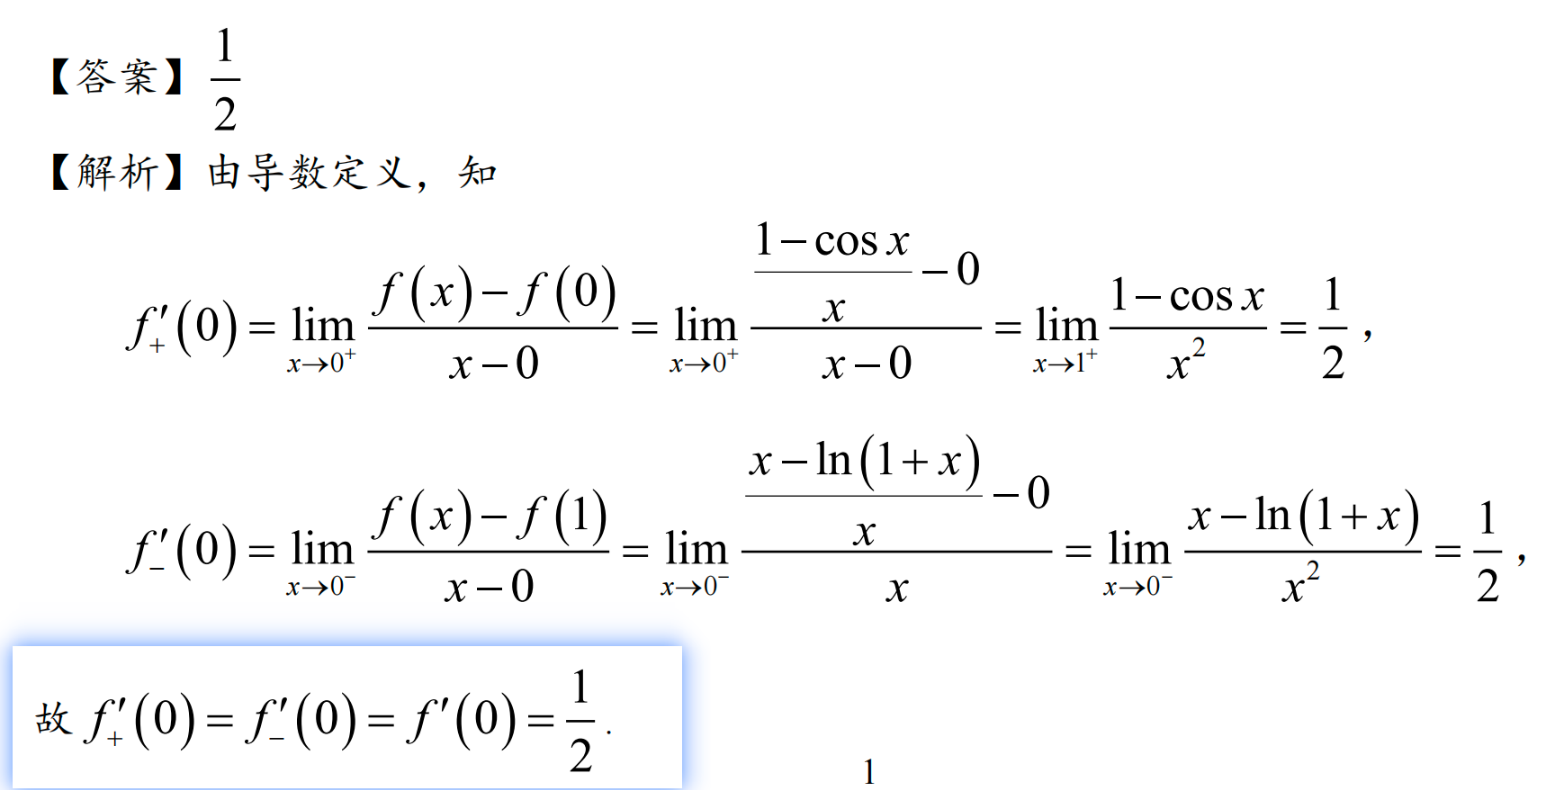 【答案】1/2
【解析】由导数定义，知
f₊′(0) = lim_{x→0⁺} (f(x)−f(0))/(x−0) = lim_{x→0⁺} ((1−cos x)/x − 0)/(x−0) = lim_{x→1⁺} (1−cos x)/x² = 1/2，
f₋′(0) = lim_{x→0⁻} (f(x)−f(1))/(x−0) = lim_{x→0⁻} ((x−ln(1+x))/x − 0)/x = lim_{x→0⁻} (x−ln(1+x))/x² = 1/2，
故 f₊′(0) = f₋′(0) = f′(0) = 1/2.
1